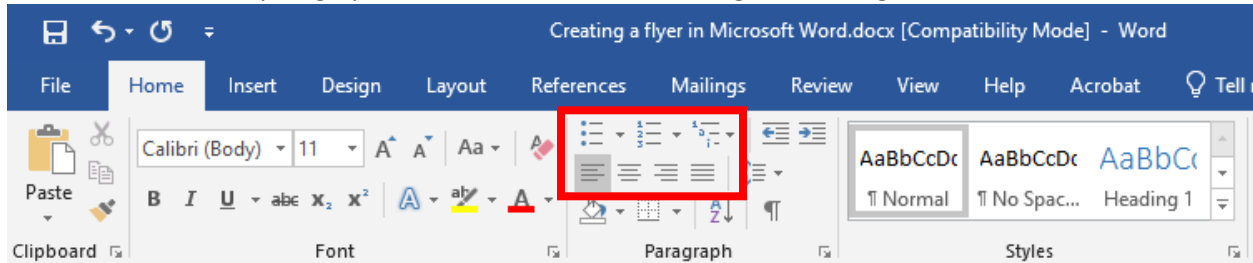 Creating a flyer in Microsoft Word.docx [Compatibility Mode] - Word
File Home Insert Design Layout References Mailings Review View Help Acrobat Tell
Calibri (Body) 11 A A Aa
AaBbCcDc AaBbCcDc AaBbCc
Paste B I U abc X₂ X² A ab A A Z ¶
¶ Normal ¶ No Spac... Heading 1
Clipboard Font Paragraph Styles